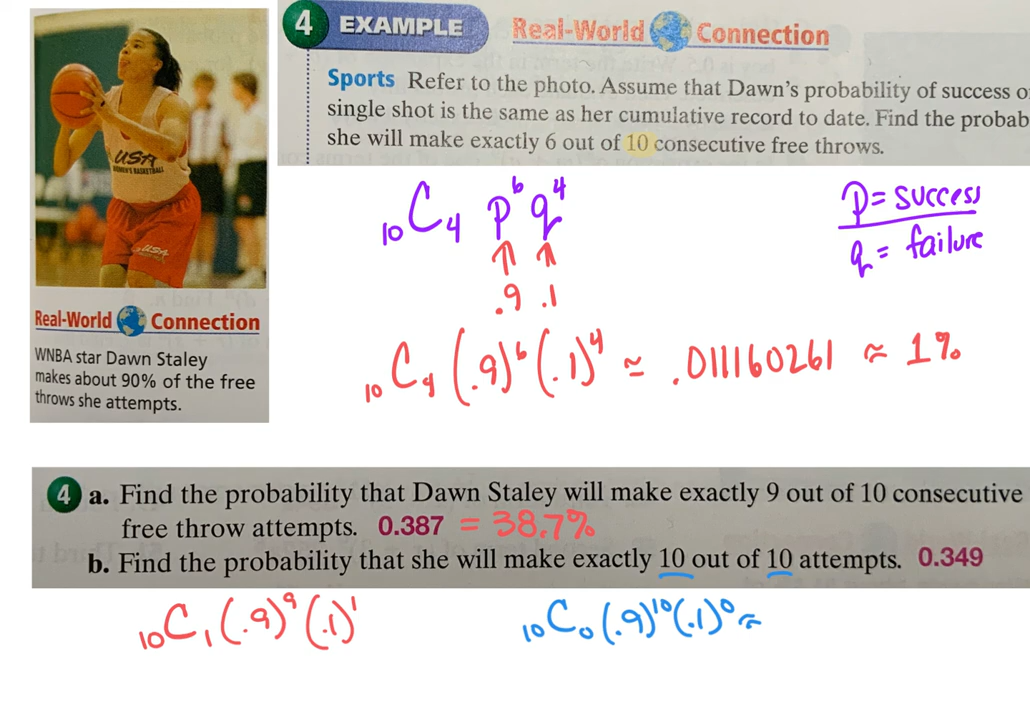 4 EXAMPLE Real-World Connection
Sports Refer to the photo. Assume that Dawn's probability of success o
single shot is the same as her cumulative record to date. Find the probab
she will make exactly 6 out of 10 consecutive free throws.
USA
WOMEN'S BASKETBALL
USA
Real-World Connection
WNBA star Dawn Staley
makes about 90% of the free
throws she attempts.
₁₀C₄ p⁶ q⁴
↑ ↑
.9 .1
p = success
q = failure
₁₀C₄ (.9)⁶ (.1)⁴ ≈ .011160261 ≈ 1%
4 a. Find the probability that Dawn Staley will make exactly 9 out of 10 consecutive
free throw attempts. 0.387 = 38.7%
b. Find the probability that she will make exactly 10 out of 10 attempts. 0.349
₁₀C₁ (.9)⁹ (.1)¹
₁₀C₀ (.9)¹⁰ (.1)⁰ ≈